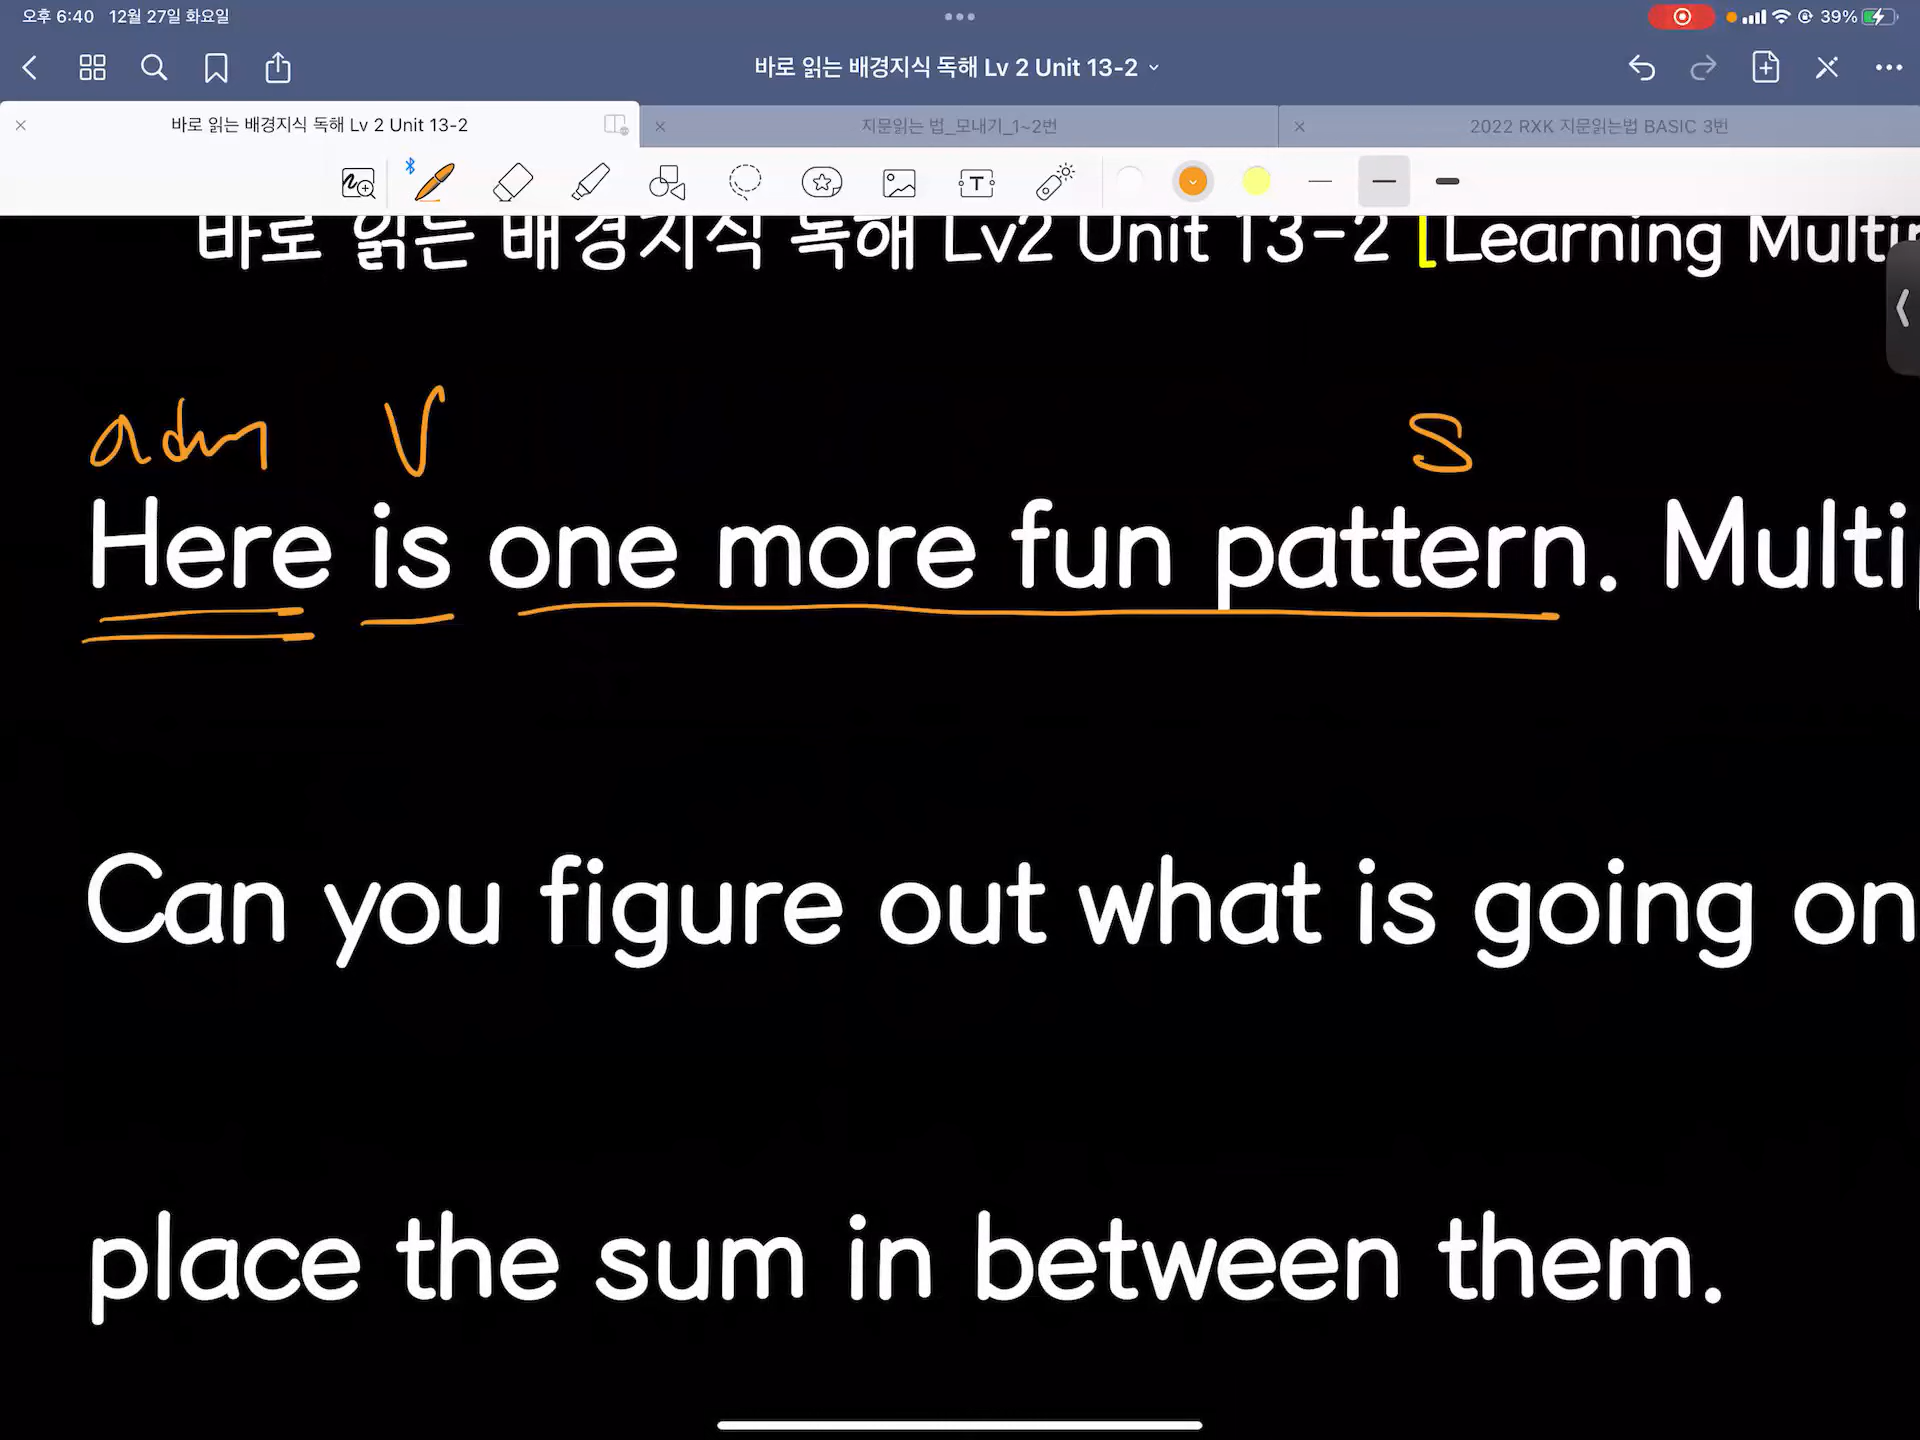 오후 6:40 12월 27일 화요일 39%
바로 읽는 배경지식 독해 Lv 2 Unit 13-2
바로 읽는 배경지식 독해 Lv 2 Unit 13-2 지문읽는 법_모내기_1~2번 2022 RXK 지문읽는법 BASIC 3번
바로 읽는 배경지식 독해 Lv2 Unit 13-2 [Learning Multi
V S
Here is one more fun pattern. Multi
Can you figure out what is going on
place the sum in between them.